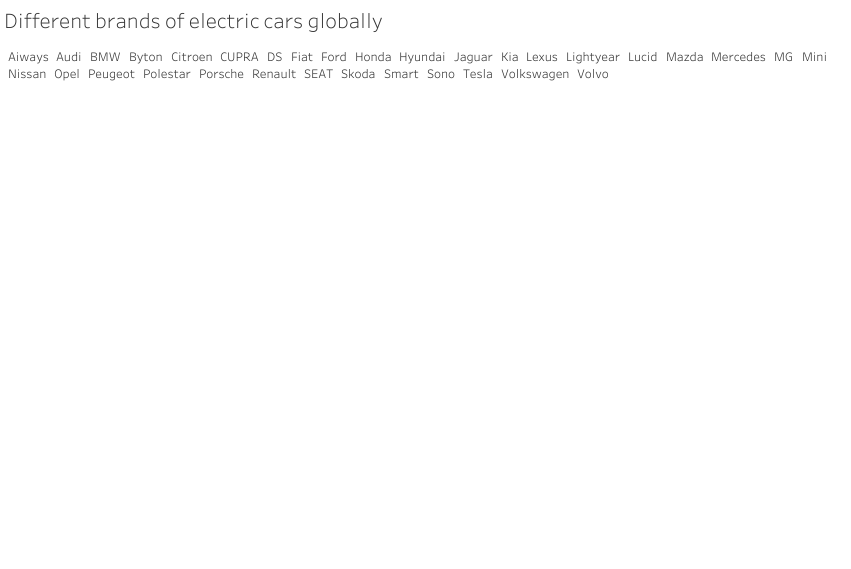 Different brands of electric cars globally
Aiways Audi BMW Byton Citroen CUPRA DS Fiat Ford Honda Hyundai Jaguar Kia Lexus Lightyear Lucid Mazda Mercedes MG Mini
Nissan Opel Peugeot Polestar Porsche Renault SEAT Skoda Smart Sono Tesla Volkswagen Volvo